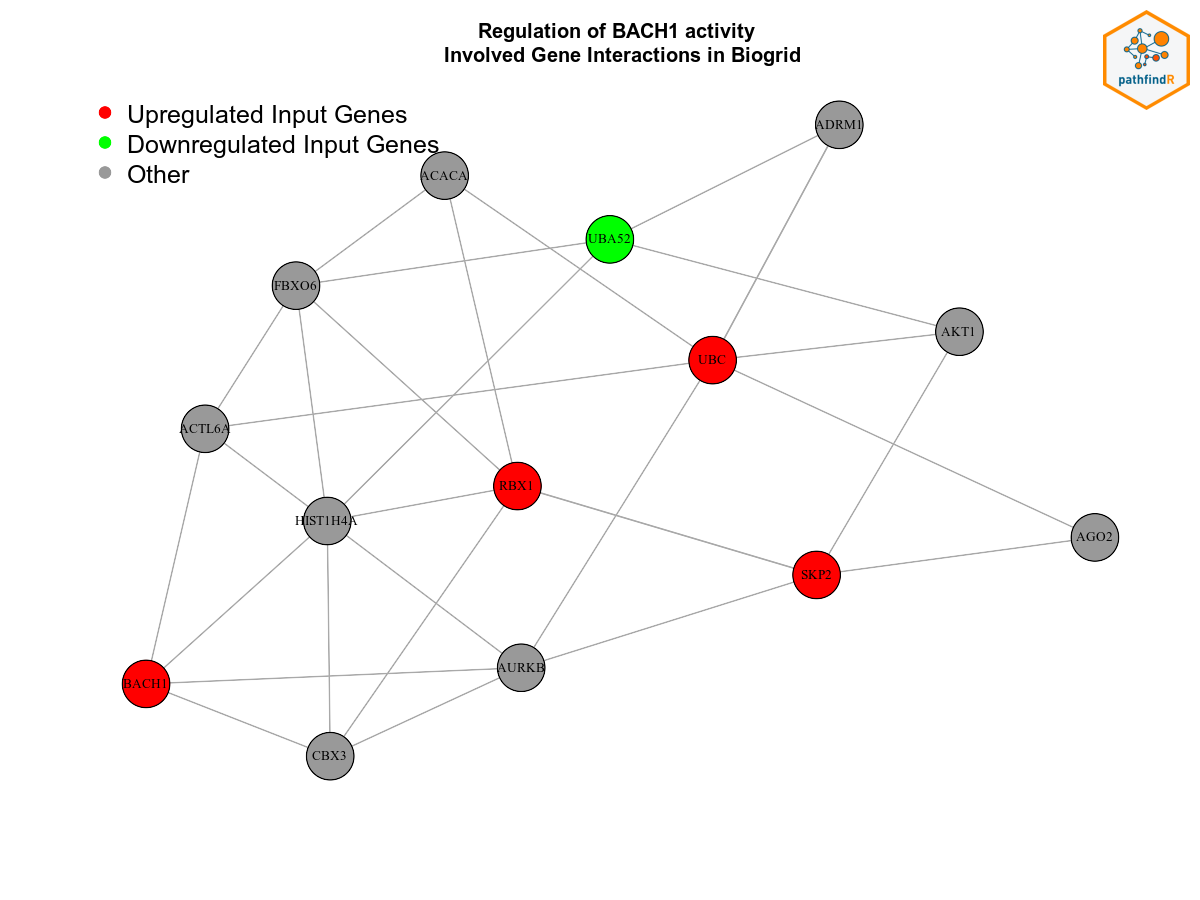 Regulation of BACH1 activity
Involved Gene Interactions in Biogrid
pathfindR
Upregulated Input Genes
Downregulated Input Genes
Other
ADRM1
ACACA
UBA52
FBXO6
AKT1
UBC
ACTL6A
RBX1
HIST1H4A
AGO2
SKP2
AURKB
BACH1
CBX3